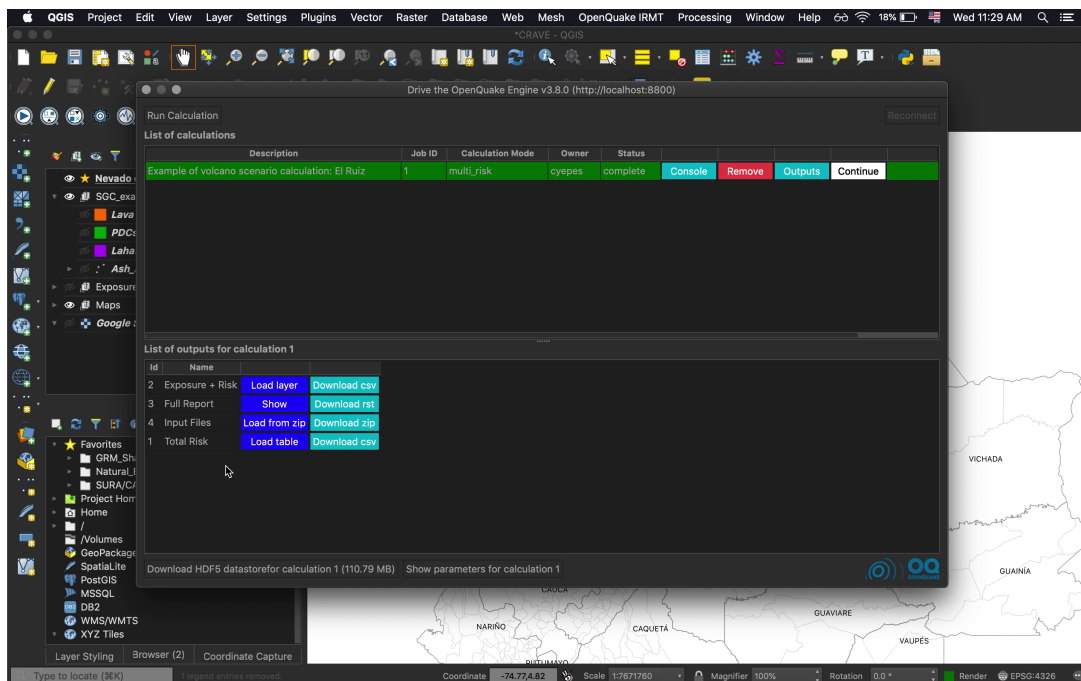 QGIS Project Edit View Layer Settings Plugins Vector Raster Database Web Mesh OpenQuake IRMT Processing Window Help 18% Wed 11:29 AM
*CRAVE - QGIS
Drive the OpenQuake Engine v3.8.0 (http://localhost:8800)
Run Calculation Reconnect
List of calculations
Description Job ID Calculation Mode Owner Status
Example of volcano scenario calculation: El Ruiz 1 multi_risk cyepes complete Console Remove Outputs Continue
Nevado
SGC_exa
Lava
PDCs
Laha
Ash_
Exposure
Maps
Google
List of outputs for calculation 1
Id Name
2 Exposure + Risk Load layer Download csv
3 Full Report Show Download rst
4 Input Files Load from zip Download zip
1 Total Risk Load table Download csv
Download HDF5 datastorefor calculation 1 (110.79 MB) Show parameters for calculation 1
OQ
OPENQUAKE
Favorites
GRM_Sh
Natural_
SURA/CA
Project Hom
Home
/
/Volumes
GeoPackage
SpatiaLite
PostGIS
MSSQL
DB2
WMS/WMTS
XYZ Tiles
VICHADA
GUAINÍA
CAUCA
GUAVIARE
NARIÑO
CAQUETÁ
VAUPÉS
PUTUMAYO
Layer Styling Browser (2) Coordinate Capture
Type to locate (⌘K) 1 legend entries removed. Coordinate -74.77,4.82 Scale 1:7671760 Magnifier 100% Rotation 0.0 ° Render EPSG:4326